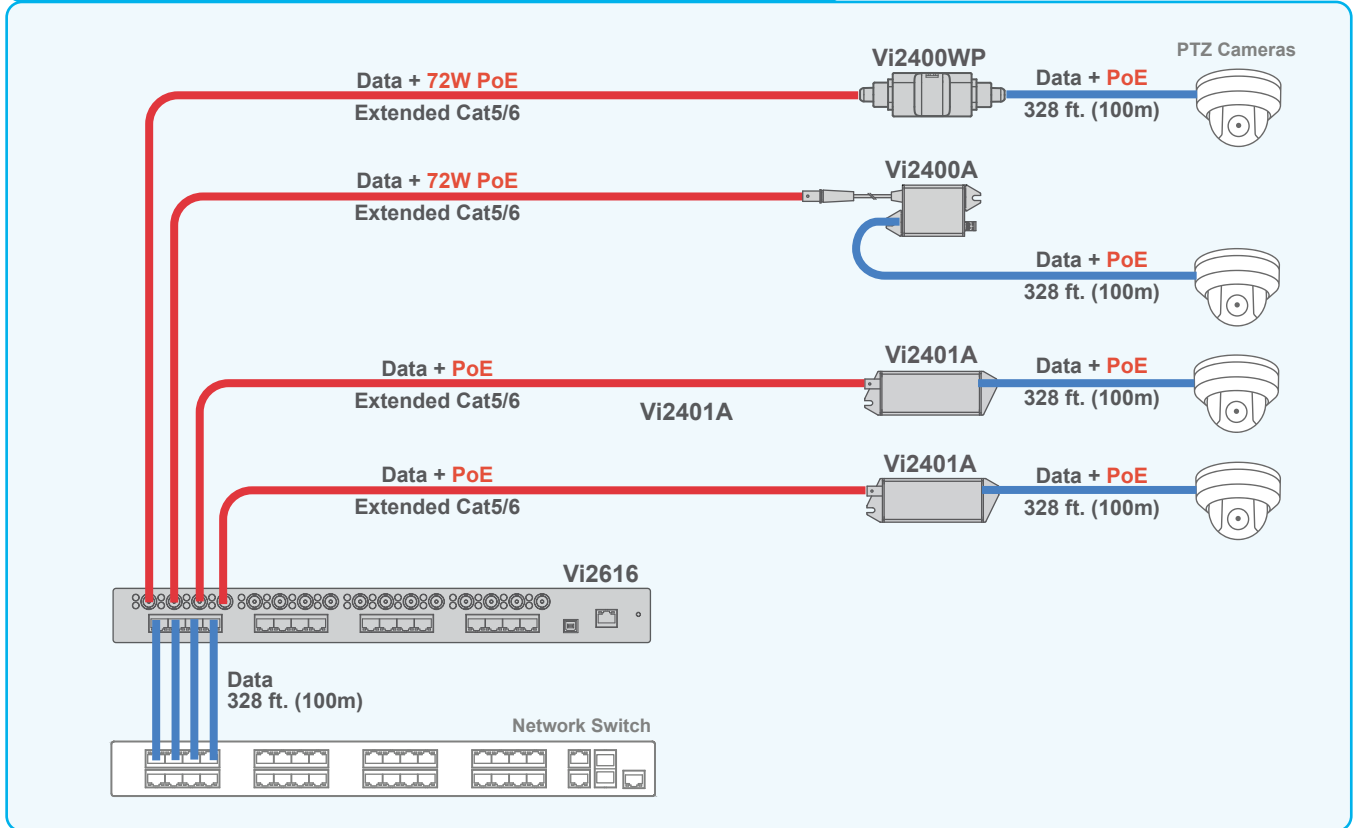 PTZ Cameras
Vi2400WP
Data + 72W PoE
Extended Cat5/6
Data + PoE
328 ft. (100m)
Vi2400A
Data + 72W PoE
Extended Cat5/6
Data + PoE
328 ft. (100m)
Vi2401A
Data + PoE
Extended Cat5/6
Vi2401A
Data + PoE
328 ft. (100m)
Vi2401A
Data + PoE
Extended Cat5/6
Data + PoE
328 ft. (100m)
Vi2616
Data
328 ft. (100m)
Network Switch